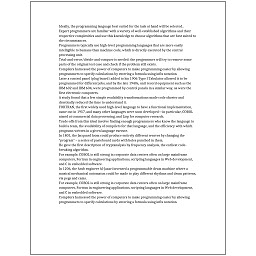 Ideally, the programming language best suited for the task at hand will be selected.
Expert programmers are familiar with a variety of well-established algorithms and their
respective complexities and use this knowledge to choose algorithms that are best suited to
the circumstances.
Programmers typically use high-level programming languages that are more easily
intelligible to humans than machine code, which is directly executed by the central
processing unit.
Trial-and-error/divide-and-conquer is needed: the programmer will try to remove some
parts of the original test case and check if the problem still exists.
Compilers harnessed the power of computers to make programming easier by allowing
programmers to specify calculations by entering a formula using infix notation.
Later a control panel (plug board) added to his 1906 Type I Tabulator allowed it to be
programmed for different jobs, and by the late 1940s, unit record equipment such as the
IBM 602 and IBM 604, were programmed by control panels in a similar way, as were the
first electronic computers.
A study found that a few simple readability transformations made code shorter and
drastically reduced the time to understand it.
FORTRAN, the first widely used high-level language to have a functional implementation,
came out in 1957, and many other languages were soon developed—in particular, COBOL
aimed at commercial data processing, and Lisp for computer research.
Trade-offs from this ideal involve finding enough programmers who know the language to
build a team, the availability of compilers for that language, and the efficiency with which
programs written in a given language execute.
In 1801, the Jacquard loom could produce entirely different weaves by changing the
"program" – a series of pasteboard cards with holes punched in them.
He gave the first description of cryptanalysis by frequency analysis, the earliest code-
breaking algorithm.
For example, COBOL is still strong in corporate data centers often on large mainframe
computers, Fortran in engineering applications, scripting languages in Web development,
and C in embedded software.
In 1206, the Arab engineer Al-Jazari invented a programmable drum machine where a
musical mechanical automaton could be made to play different rhythms and drum patterns,
via pegs and cams.
For example, COBOL is still strong in corporate data centers often on large mainframe
computers, Fortran in engineering applications, scripting languages in Web development,
and C in embedded software.
Compilers harnessed the power of computers to make programming easier by allowing
programmers to specify calculations by entering a formula using infix notation.